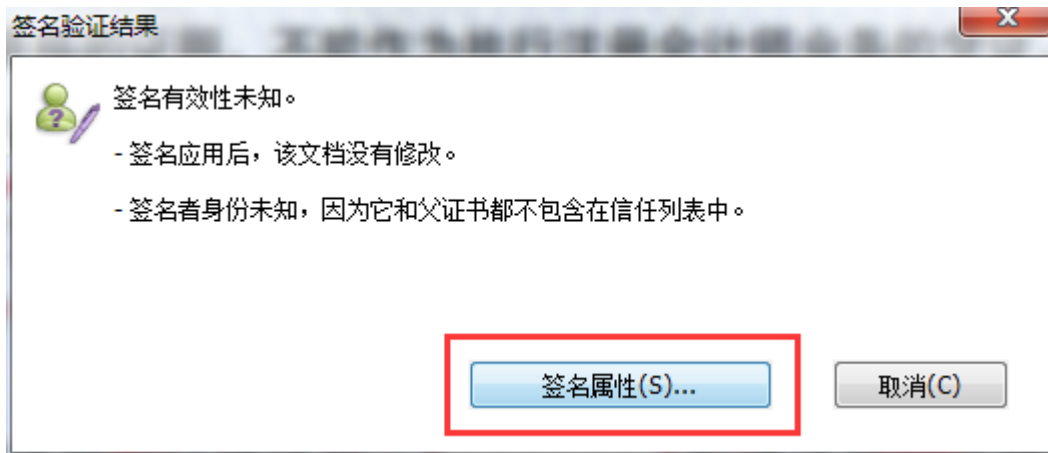 签名验证结果
签名有效性未知。
- 签名应用后，该文档没有修改。
- 签名者身份未知，因为它和父证书都不包含在信任列表中。
签名属性(S)...
取消(C)